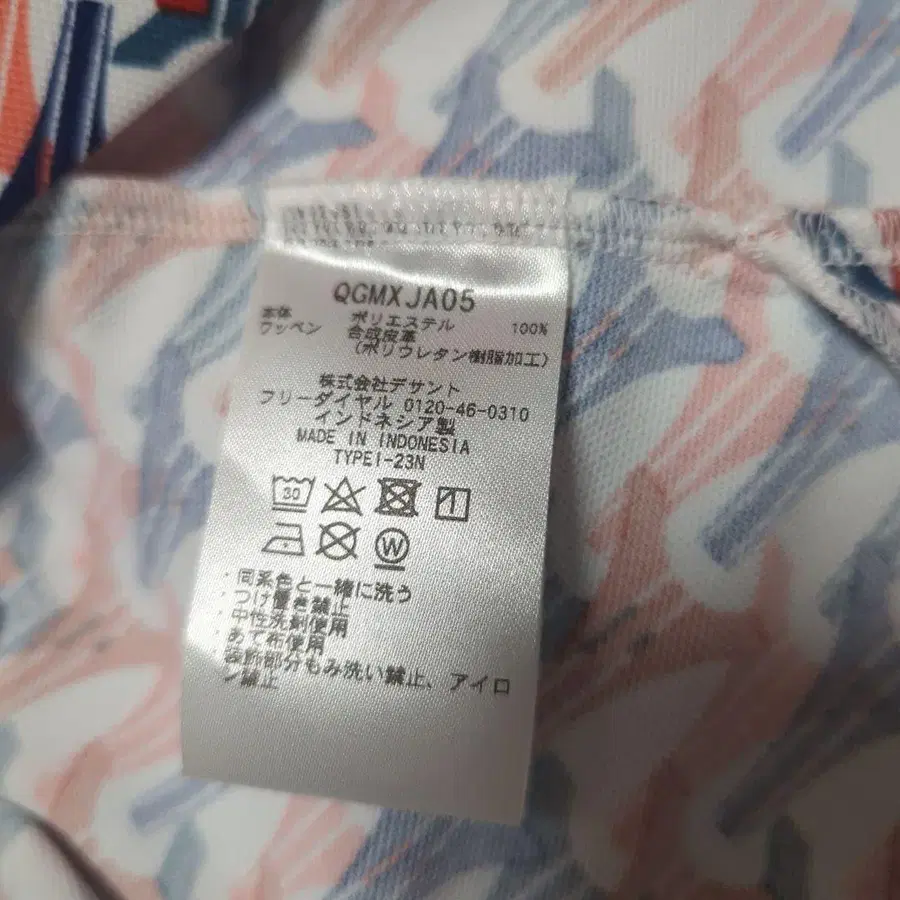 QGMXJA05
本体 ポリエステル 100%
ワッペン 合成皮革
(ポリウレタン樹脂加工)
株式会社デサント
フリーダイヤル 0120-46-0310
インドネシア製
MADE IN INDONESIA
TYPEI-23N
30
W
・同系色と一緒に洗う
・つけ置き禁止
・中性洗剤使用
・あて布使用
・装飾部分もみ洗い禁止、アイロ
ン禁止